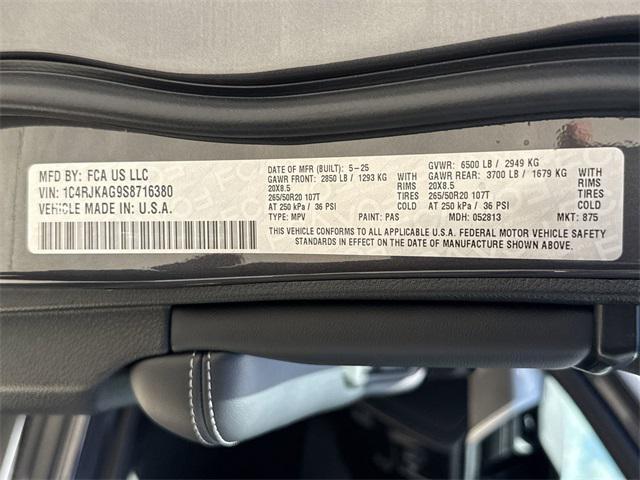 MFD BY: FCA US LLC
VIN: 1C4RJKAG9S8716380
VEHICLE MADE IN: U.S.A.
DATE OF MFR (BUILT): 5-25
GAWR FRONT: 2850 LB / 1293 KG WITH
20X8.5 RIMS
265/50R20 107T TIRES
AT 250 kPa / 36 PSI COLD
TYPE: MPV PAINT: PAS
GVWR: 6500 LB / 2949 KG
GAWR REAR: 3700 LB / 1679 KG WITH
20X8.5 RIMS
265/50R20 107T TIRES
AT 250 kPa / 36 PSI COLD
MDH: 052813 MKT: 875
THIS VEHICLE CONFORMS TO ALL APPLICABLE U.S.A. FEDERAL MOTOR VEHICLE SAFETY
STANDARDS IN EFFECT ON THE DATE OF MANUFACTURE SHOWN ABOVE.